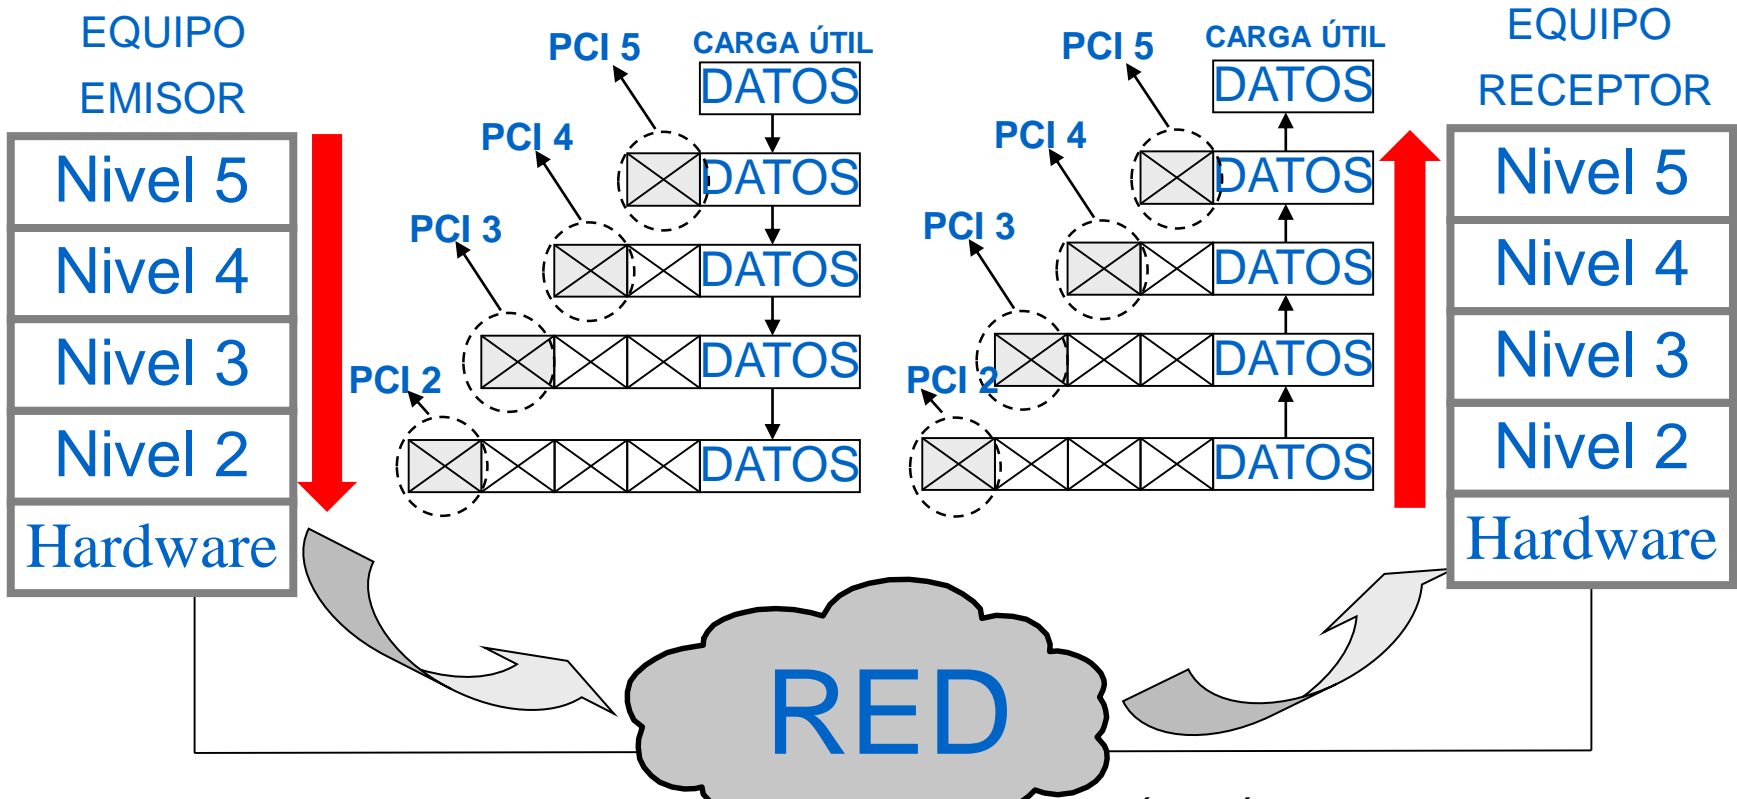 EQUIPO
EMISOR
Nivel 5
Nivel 4
Nivel 3
Nivel 2
Hardware
PCI 5
CARGA ÚTIL
DATOS
PCI 4
DATOS
PCI 3
DATOS
PCI 2
DATOS
DATOS
PCI 5
CARGA ÚTIL
DATOS
PCI 4
DATOS
PCI 3
DATOS
PCI 2
DATOS
DATOS
EQUIPO
RECEPTOR
Nivel 5
Nivel 4
Nivel 3
Nivel 2
Hardware
RED